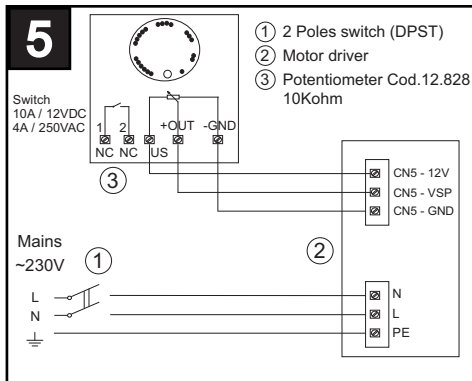 5
1 2 Poles switch (DPST)
2 Motor driver
3 Potentiometer Cod.12.828
10Kohm
Switch
10A / 12VDC
4A / 250VAC
1 2 +OUT -GND
NC NC US
3
CN5 - 12V
CN5 - VSP
CN5 - GND
2
Mains
~230V
1
L
N
N
L
PE